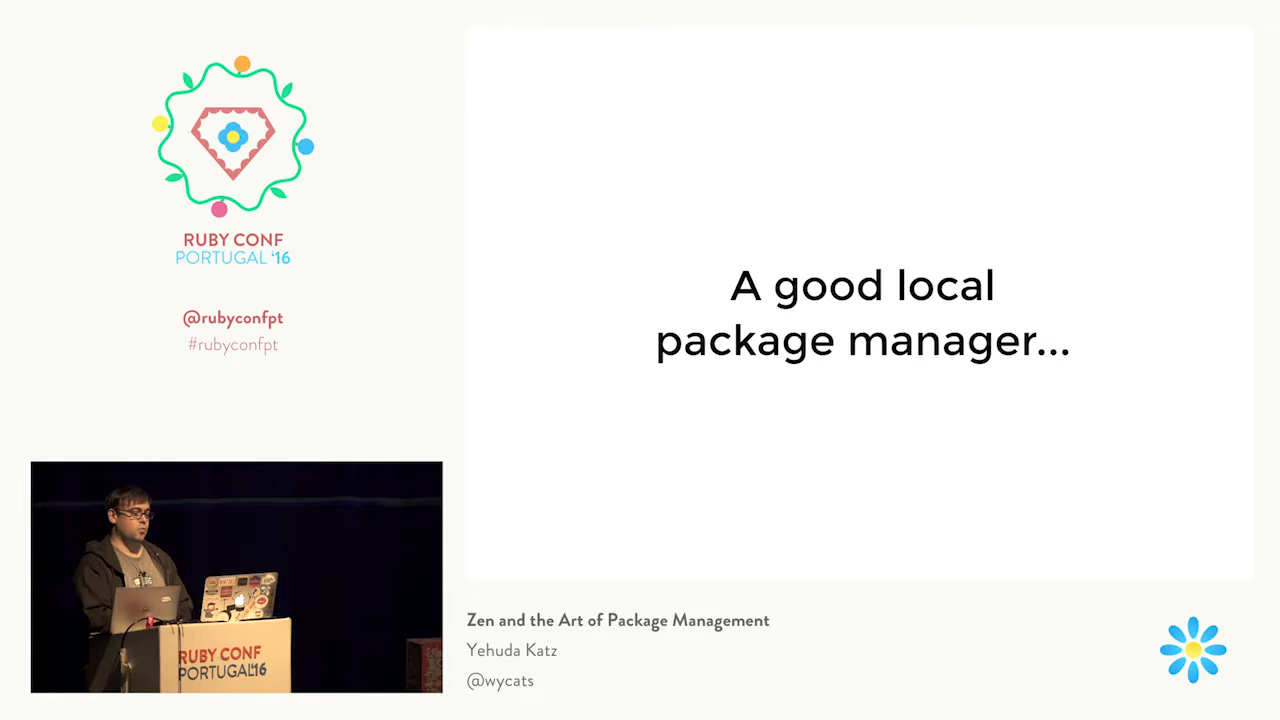 RUBY CONF
PORTUGAL '16
@rubyconfpt
#rubyconfpt
A good local
package manager...
RUBY CONF
PORTUGAL'16
Zen and the Art of Package Management
Yehuda Katz
@wycats